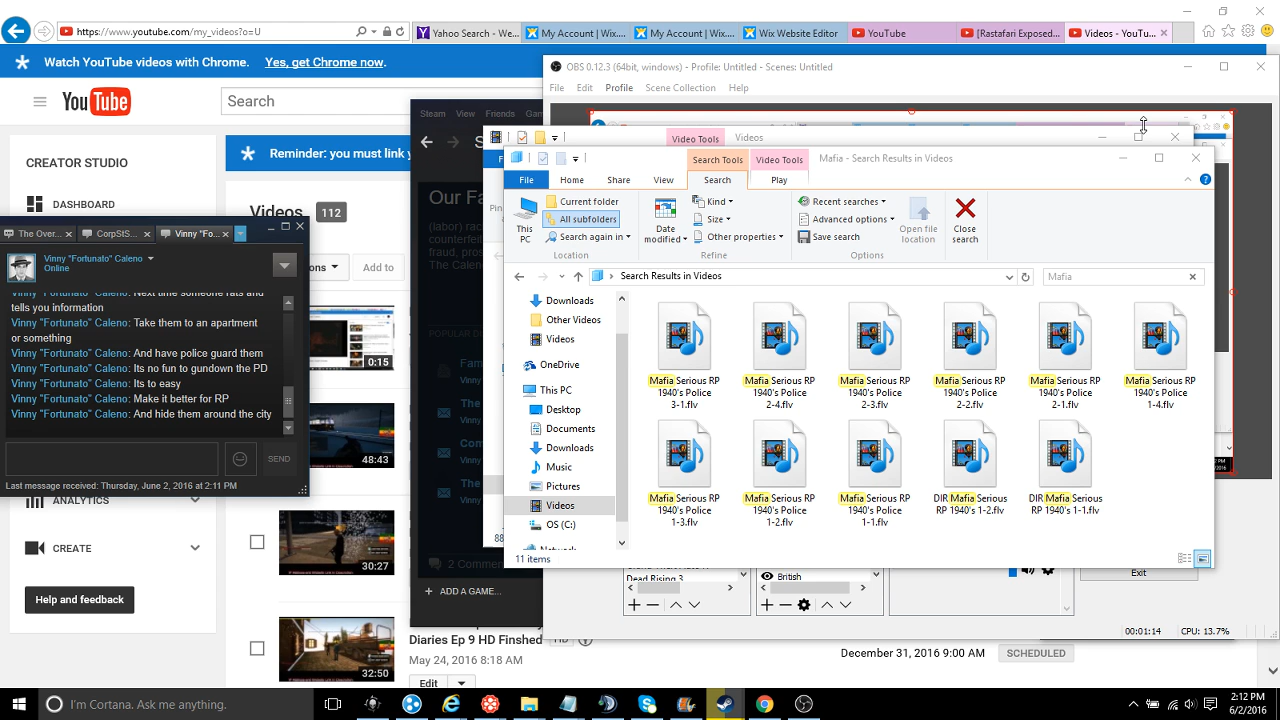 https://www.youtube.com/my_videos?o=U
Yahoo Search - We...
My Account | Wix....
My Account | Wix....
Wix Website Editor
YouTube
[Rastafari Exposed...
Videos - YouTu...
Watch YouTube videos with Chrome. Yes, get Chrome now.
OBS 0.12.3 (64bit, windows) - Profile: Untitled - Scenes: Untitled
File Edit Profile Scene Collection Help
YouTube
Search
Steam View Friends
CREATOR STUDIO
DASHBOARD
ANALYTICS
CREATE
Help and feedback
Reminder: you must link y
Videos 112
Add to
0:15
48:43
30:27
32:50
Diaries Ep 9 HD Finshed
HD
May 24, 2016 8:18 AM
Edit
December 31, 2016 9:00 AM
SCHEDULED
The Over...
CorpStS...
Vinny "Fo...
Vinny "Fortunato" Caleno
Online
Vinny "Fortunato" Caleno: Next time someone rats and
tells you information
Vinny "Fortunato" Caleno: Take them to an apartment
or something
Vinny "Fortunato" Caleno: And have police guard them
Vinny "Fortunato" Caleno: Its no fun to gundown the PD
Vinny "Fortunato" Caleno: Its to easy
Vinny "Fortunato" Caleno: Make it better for RP
Vinny "Fortunato" Caleno: And hide them around the city
SEND
Last message received: Thursday, June 2, 2016 at 2:11 PM
Our Fa
(labor) rac
counterfei
fraud, pros
The Calen
2 Comme
ADD A GAME...
Video Tools
Videos
Search Tools
Video Tools
Mafia - Search Results in Videos
File Home Share View Search Play
This
PC
Current folder
All subfolders
Search again in
Location
Date
modified
Kind
Size
Other properties
Refine
Recent searches
Advanced options
Save search
Open file
location
Options
Close
search
Search Results in Videos
Mafia
Downloads
Other Videos
Videos
OneDrive
This PC
Desktop
Documents
Downloads
Music
Pictures
Videos
OS (C:)
Mafia Serious RP
1940's Police
3-1.flv
Mafia Serious RP
1940's Police
2-4.flv
Mafia Serious RP
1940's Police
2-3.flv
Mafia Serious RP
1940's Police
2-2.flv
Mafia Serious RP
1940's Police
2-1.flv
Mafia Serious RP
1940's Police
1-4.flv
Mafia Serious RP
1940's Police
1-3.flv
Mafia Serious RP
1940's Police
1-2.flv
Mafia Serious RP
1940's Police
1-1.flv
DIR Mafia Serious
RP 1940's 1-2.flv
DIR Mafia Serious
RP 1940's 1-1.flv
11 items
Dead Rising 3
British
Exit
00:01:14
CPU: 13.7%
I'm Cortana. Ask me anything.
2:12 PM
6/2/2016